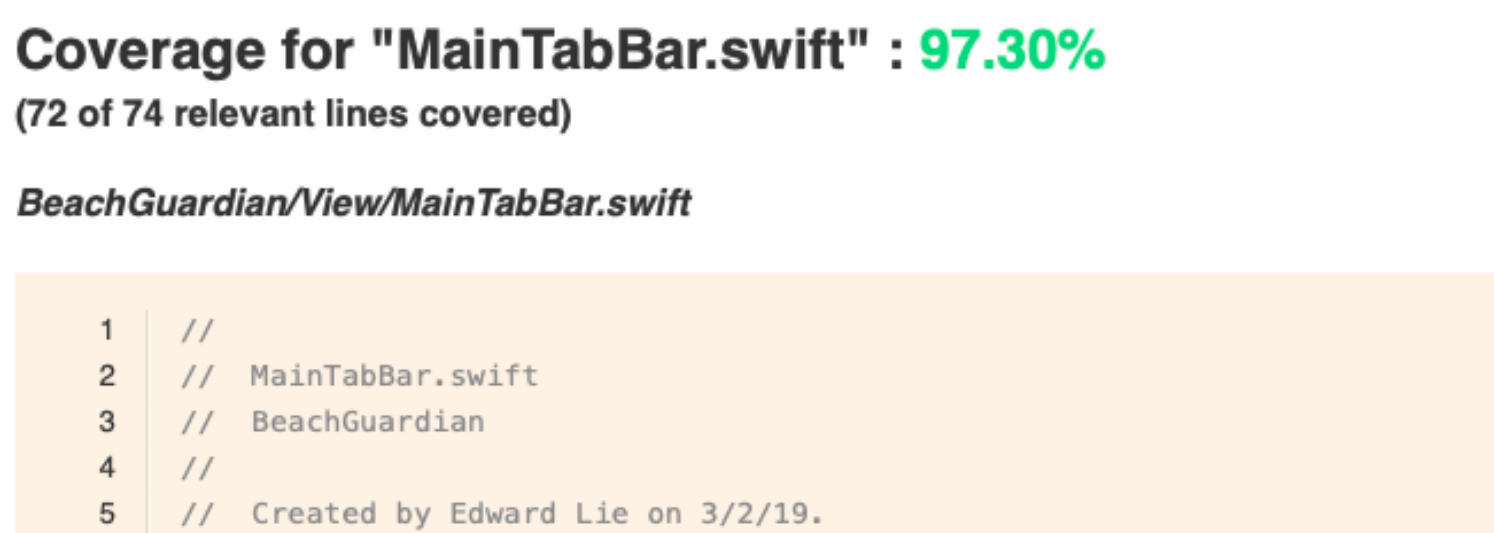 Coverage for "MainTabBar.swift" : 97.30%
(72 of 74 relevant lines covered)
BeachGuardian/View/MainTabBar.swift
1 //
2 //  MainTabBar.swift
3 //  BeachGuardian
4 //
5 //  Created by Edward Lie on 3/2/19.